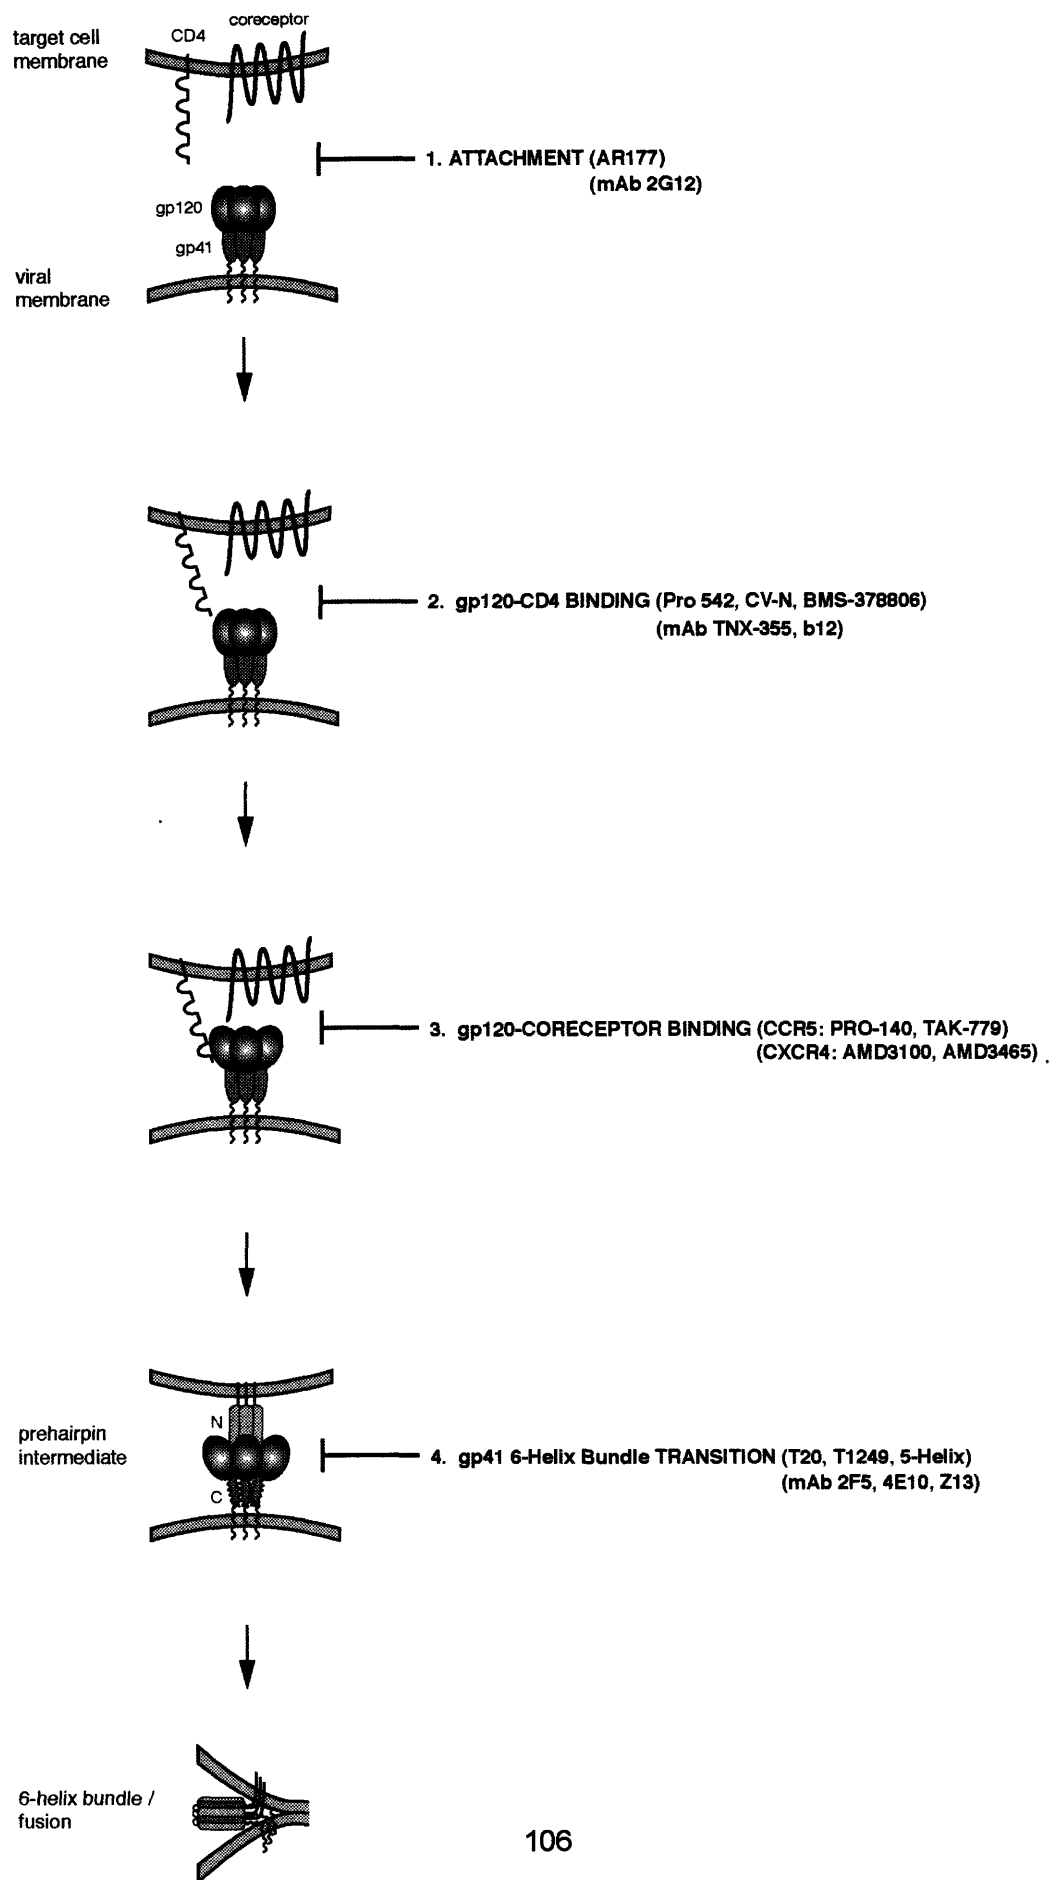 target cell
membrane
CD4
coreceptor
1. ATTACHMENT (AR177)
(mAb 2G12)
gp120
gp41
viral
membrane
2. gp120-CD4 BINDING (Pro 542, CV-N, BMS-378806)
(mAb TNX-355, b12)
3. gp120-CORECEPTOR BINDING (CCR5: PRO-140, TAK-779)
(CXCR4: AMD3100, AMD3465)
prehairpin
intermediate
N
C
4. gp41 6-Helix Bundle TRANSITION (T20, T1249, 5-Helix)
(mAb 2F5, 4E10, Z13)
6-helix bundle /
fusion
106